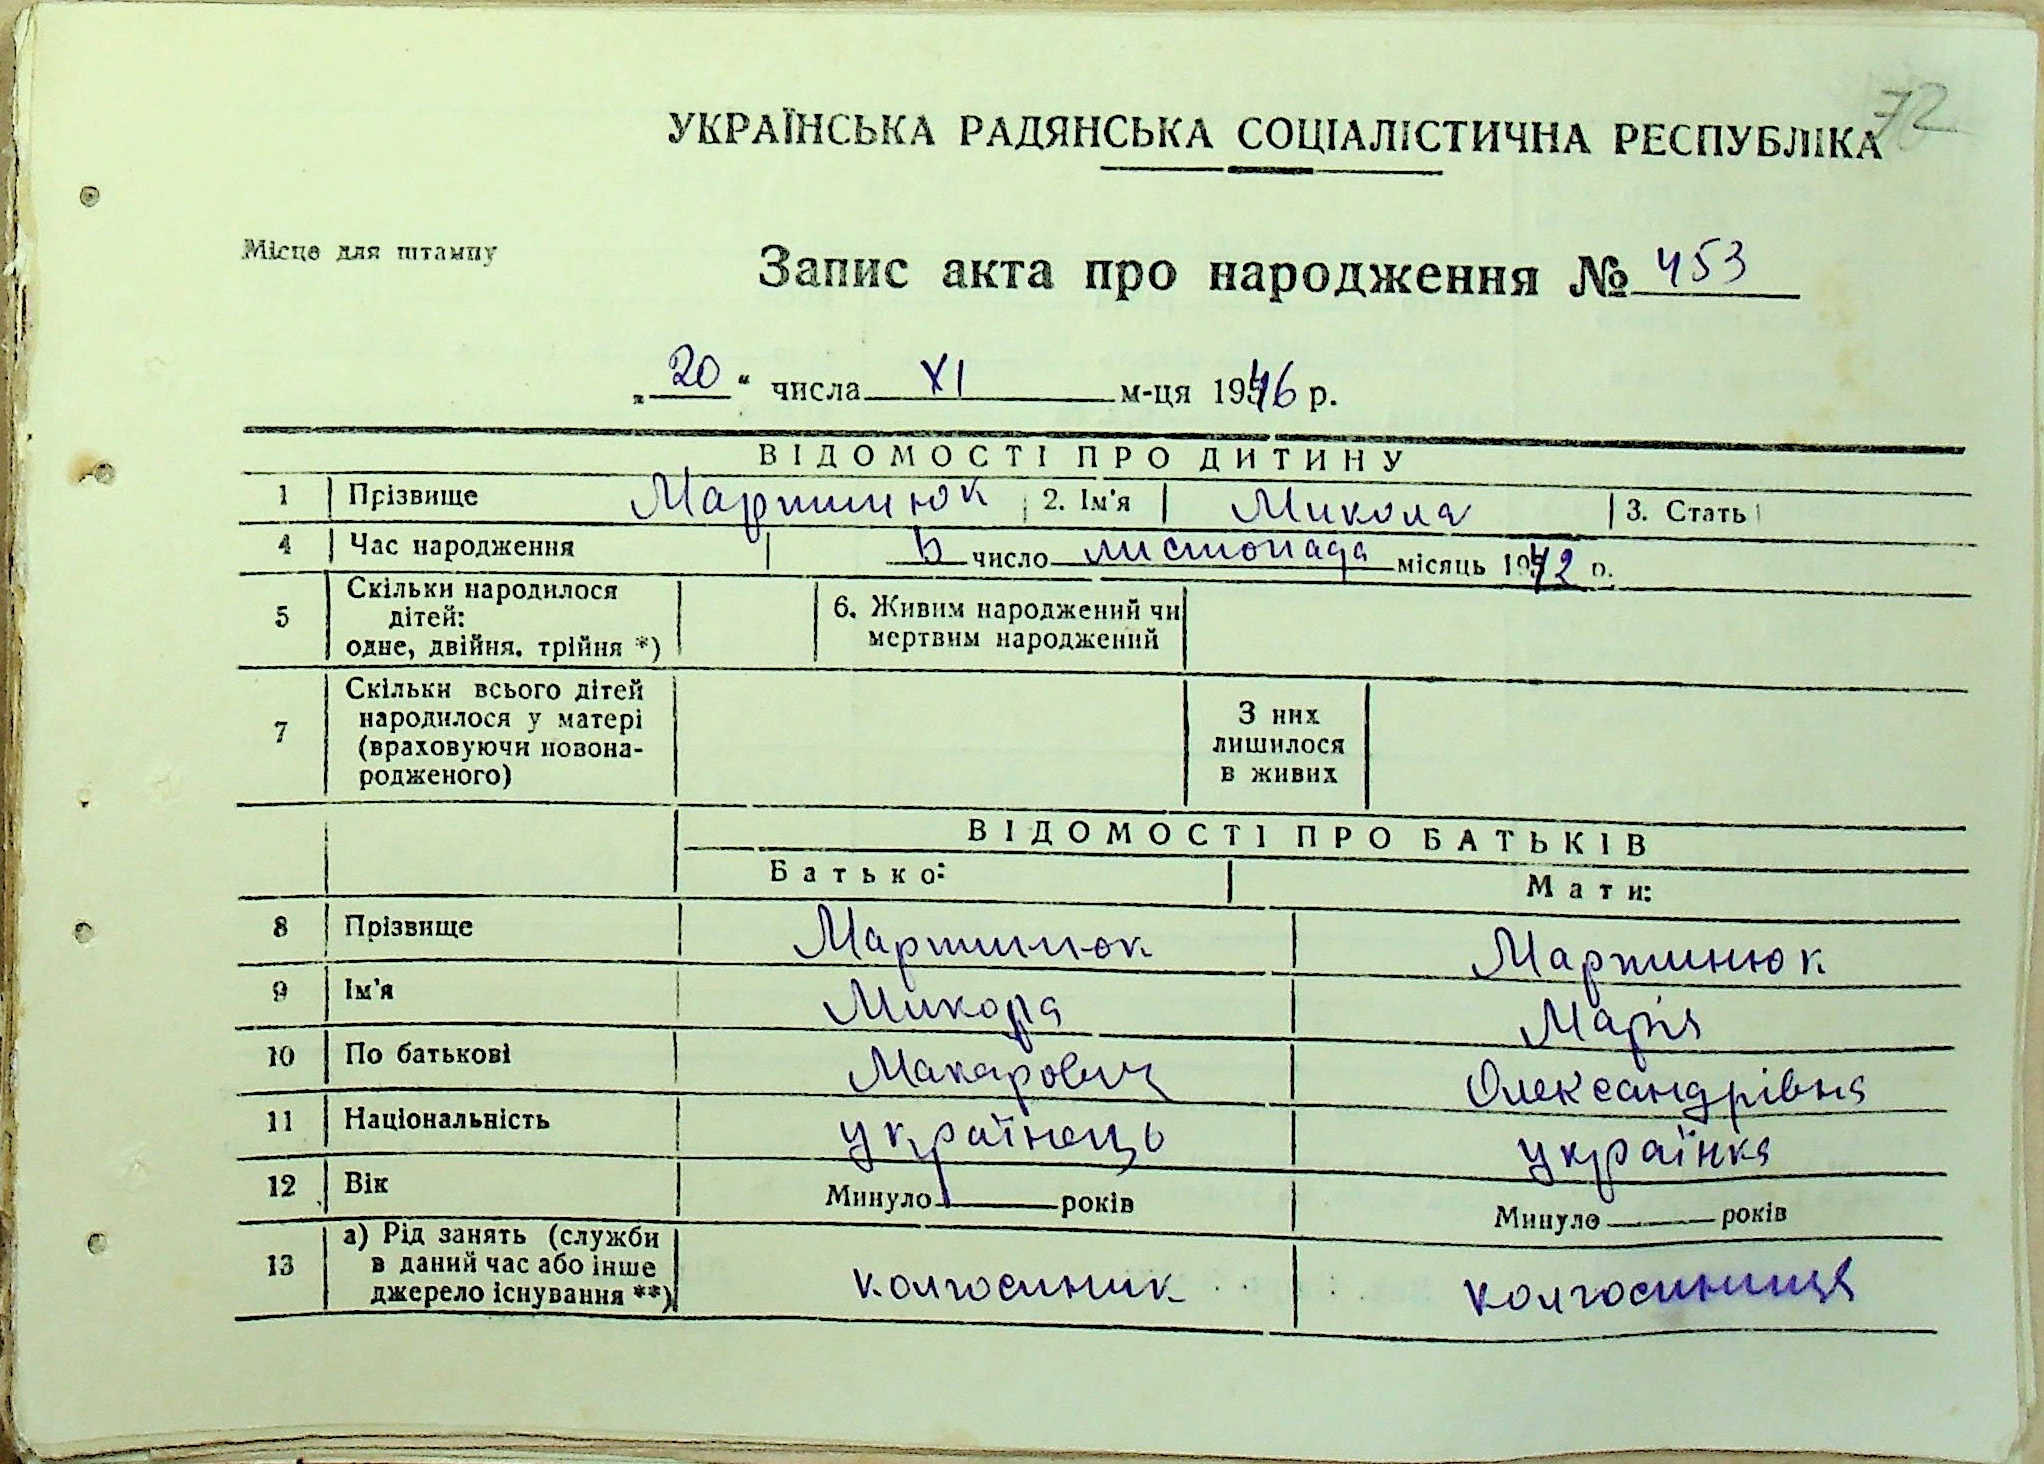 72
УКРАЇНСЬКА РАДЯНСЬКА СОЦІАЛІСТИЧНА РЕСПУБЛІКА
Місце для штампу
Запис акта про народження № 453
„ 20 “ числа XI м-ця 1946 р.
ВІДОМОСТІ ПРО ДИТИНУ
1 Прізвище Мартинюк 2. Ім'я Микола 3. Стать
4 Час народження число листопада місяць 1942 р.
5 Скільки народилося дітей: одне, двійня, трійня *) 6. Живим народжений чи мертвим народжений
7 Скільки всього дітей народилося у матері (враховуючи новона-родженого) З них лишилося в живих
ВІДОМОСТІ ПРО БАТЬКІВ
Батько: Мати:
8 Прізвище Мартинюк Мартинюк
9 Ім'я Микола Марія
10 По батькові Макарович Олександрівна
11 Національність українець українка
12 Вік Минуло років Минуло років
13 а) Рід занять (служби в даний час або інше джерело існування **) колгоспник колгоспниця